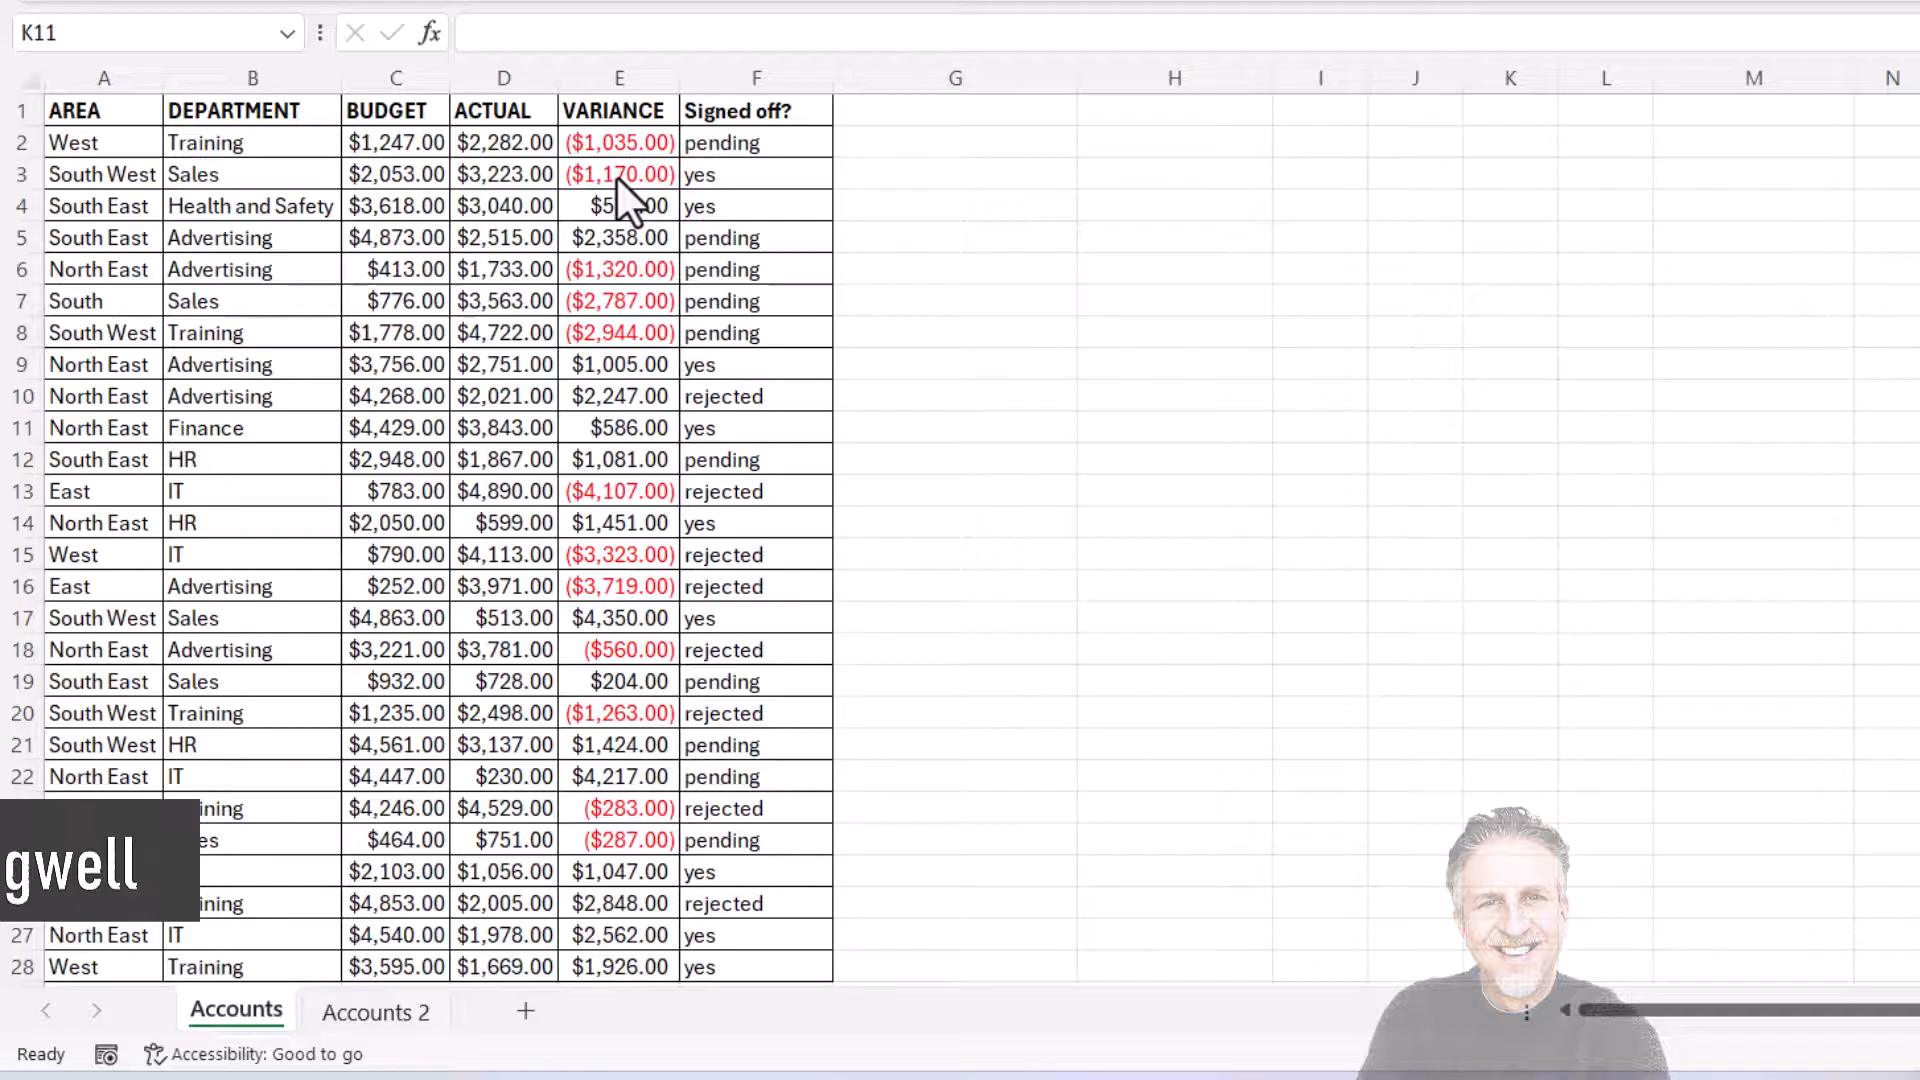 K11 fx
A B C D E F G H I J K L M N
1 AREA DEPARTMENT BUDGET ACTUAL VARIANCE Signed off?
2 West Training $1,247.00 $2,282.00 ($1,035.00) pending
3 South West Sales $2,053.00 $3,223.00 ($1,170.00) yes
4 South East Health and Safety $3,618.00 $3,040.00 yes
5 South East Advertising $4,873.00 $2,515.00 $2,358.00 pending
6 North East Advertising $413.00 $1,733.00 ($1,320.00) pending
7 South Sales $776.00 $3,563.00 ($2,787.00) pending
8 South West Training $1,778.00 $4,722.00 ($2,944.00) pending
9 North East Advertising $3,756.00 $2,751.00 $1,005.00 yes
10 North East Advertising $4,268.00 $2,021.00 $2,247.00 rejected
11 North East Finance $4,429.00 $3,843.00 $586.00 yes
12 South East HR $2,948.00 $1,867.00 $1,081.00 pending
13 East IT $783.00 $4,890.00 ($4,107.00) rejected
14 North East HR $2,050.00 $599.00 $1,451.00 yes
15 West IT $790.00 $4,113.00 ($3,323.00) rejected
16 East Advertising $252.00 $3,971.00 ($3,719.00) rejected
17 South West Sales $4,863.00 $513.00 $4,350.00 yes
18 North East Advertising $3,221.00 $3,781.00 ($560.00) rejected
19 South East Sales $932.00 $728.00 $204.00 pending
20 South West Training $1,235.00 $2,498.00 ($1,263.00) rejected
21 South West HR $4,561.00 $3,137.00 $1,424.00 pending
22 North East IT $4,447.00 $230.00 $4,217.00 pending
ining $4,246.00 $4,529.00 ($283.00) rejected
es $464.00 $751.00 ($287.00) pending
gwell
$2,103.00 $1,056.00 $1,047.00 yes
ining $4,853.00 $2,005.00 $2,848.00 rejected
27 North East IT $4,540.00 $1,978.00 $2,562.00 yes
28 West Training $3,595.00 $1,669.00 $1,926.00 yes
Accounts Accounts 2
Ready Accessibility: Good to go